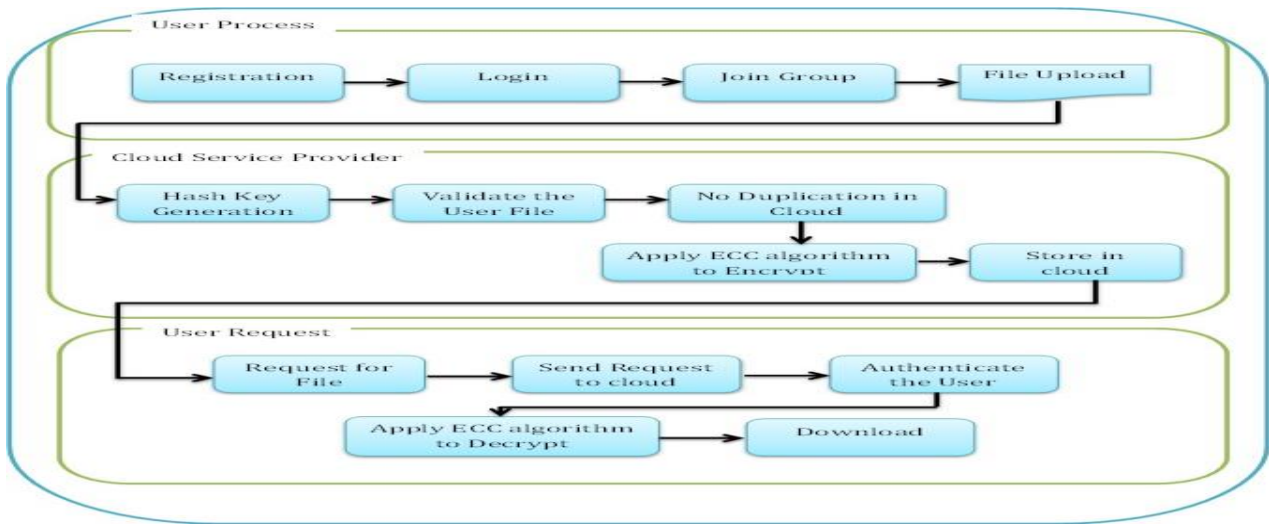 User Process
Registration
Login
Join Group
File Upload
Cloud Service Provider
Hash Key
Generation
Validate the
User File
No Duplication in
Cloud
Apply ECC algorithm
to Encrypt
Store in
cloud
User Request
Request for
File
Send Request
to cloud
Authenticate
the User
Apply ECC algorithm
to Decrypt
Download